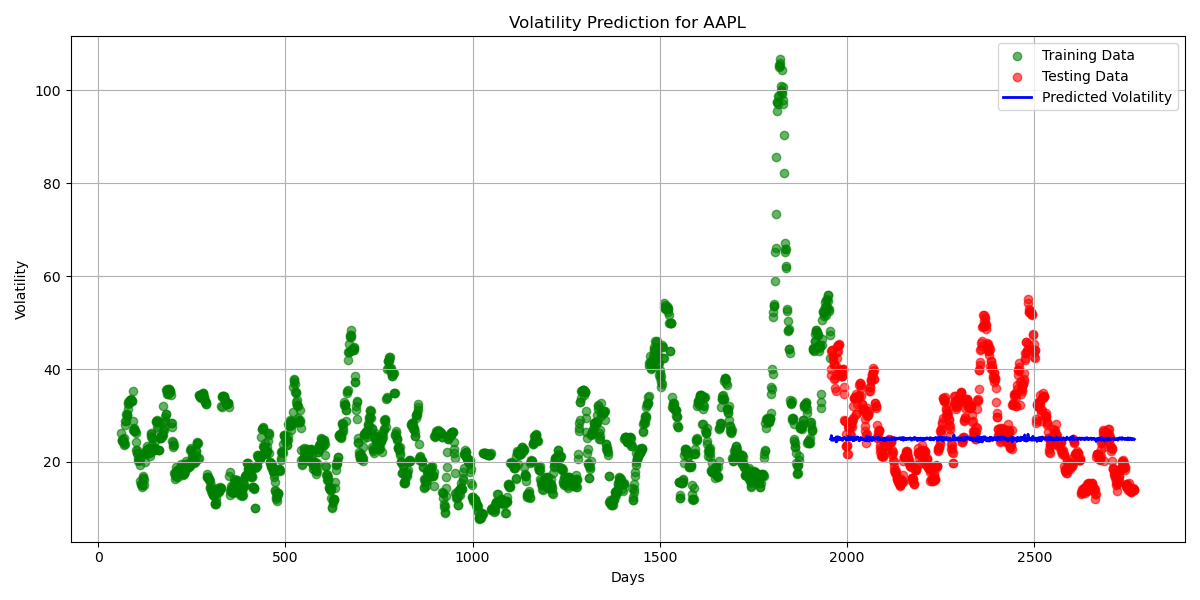 Volatility Prediction for AAPL
Training Data
Testing Data
Predicted Volatility
Volatility
100
80
60
40
20
0
500
1000
1500
2000
2500
Days